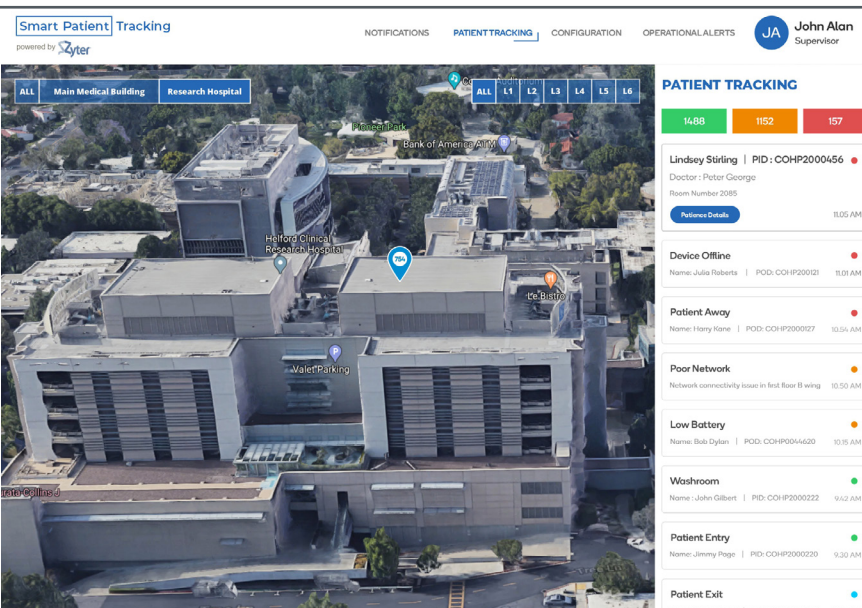 Smart Patient Tracking
powered by Zyter
NOTIFICATIONS
PATIENT TRACKING
CONFIGURATION
OPERATIONAL ALERTS
JA
John Alan
Supervisor
ALL
Main Medical Building
Research Hospital
Auditorium
ALL
L1
L2
L3
L4
L5
L6
Pioneer Park
Bank of America ATM
Helford Clinical
Research Hospital
784
Le Bistro
P
Valet Parking
Collins J
PATIENT TRACKING
1488
1152
157
Lindsey Stirling | PID : COHP2000456
Doctor : Peter George
Room Number 2085
Patience Details
11.05 AM
Device Offline
Name: Julia Roberts | POD: COHP200121
11.01 AM
Patient Away
Name: Harry Kane | POD: COHP2000127
10.54 AM
Poor Network
Network connectivity issue in first floor B wing
10.50 AM
Low Battery
Name: Bob Dylan | POD: COHP0044620
10.15 AM
Washroom
Name : John Gilbert | PID: COHP2000222
9.42 AM
Patient Entry
Name: Jimmy Page | PID: COHP2000220
9.30 AM
Patient Exit